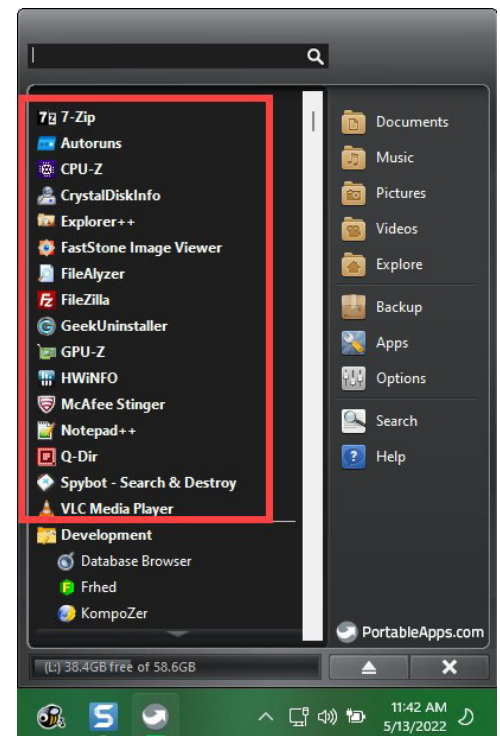 7-Zip
Autoruns
CPU-Z
CrystalDiskInfo
Explorer++
FastStone Image Viewer
FileAlyzer
FileZilla
GeekUninstaller
GPU-Z
HWiNFO
McAfee Stinger
Notepad++
Q-Dir
Spybot - Search & Destroy
VLC Media Player
Development
Database Browser
Frhed
KompoZer
Documents
Music
Pictures
Videos
Explore
Backup
Apps
Options
Search
Help
PortableApps.com
(L:) 38.4GB free of 58.6GB
11:42 AM
5/13/2022